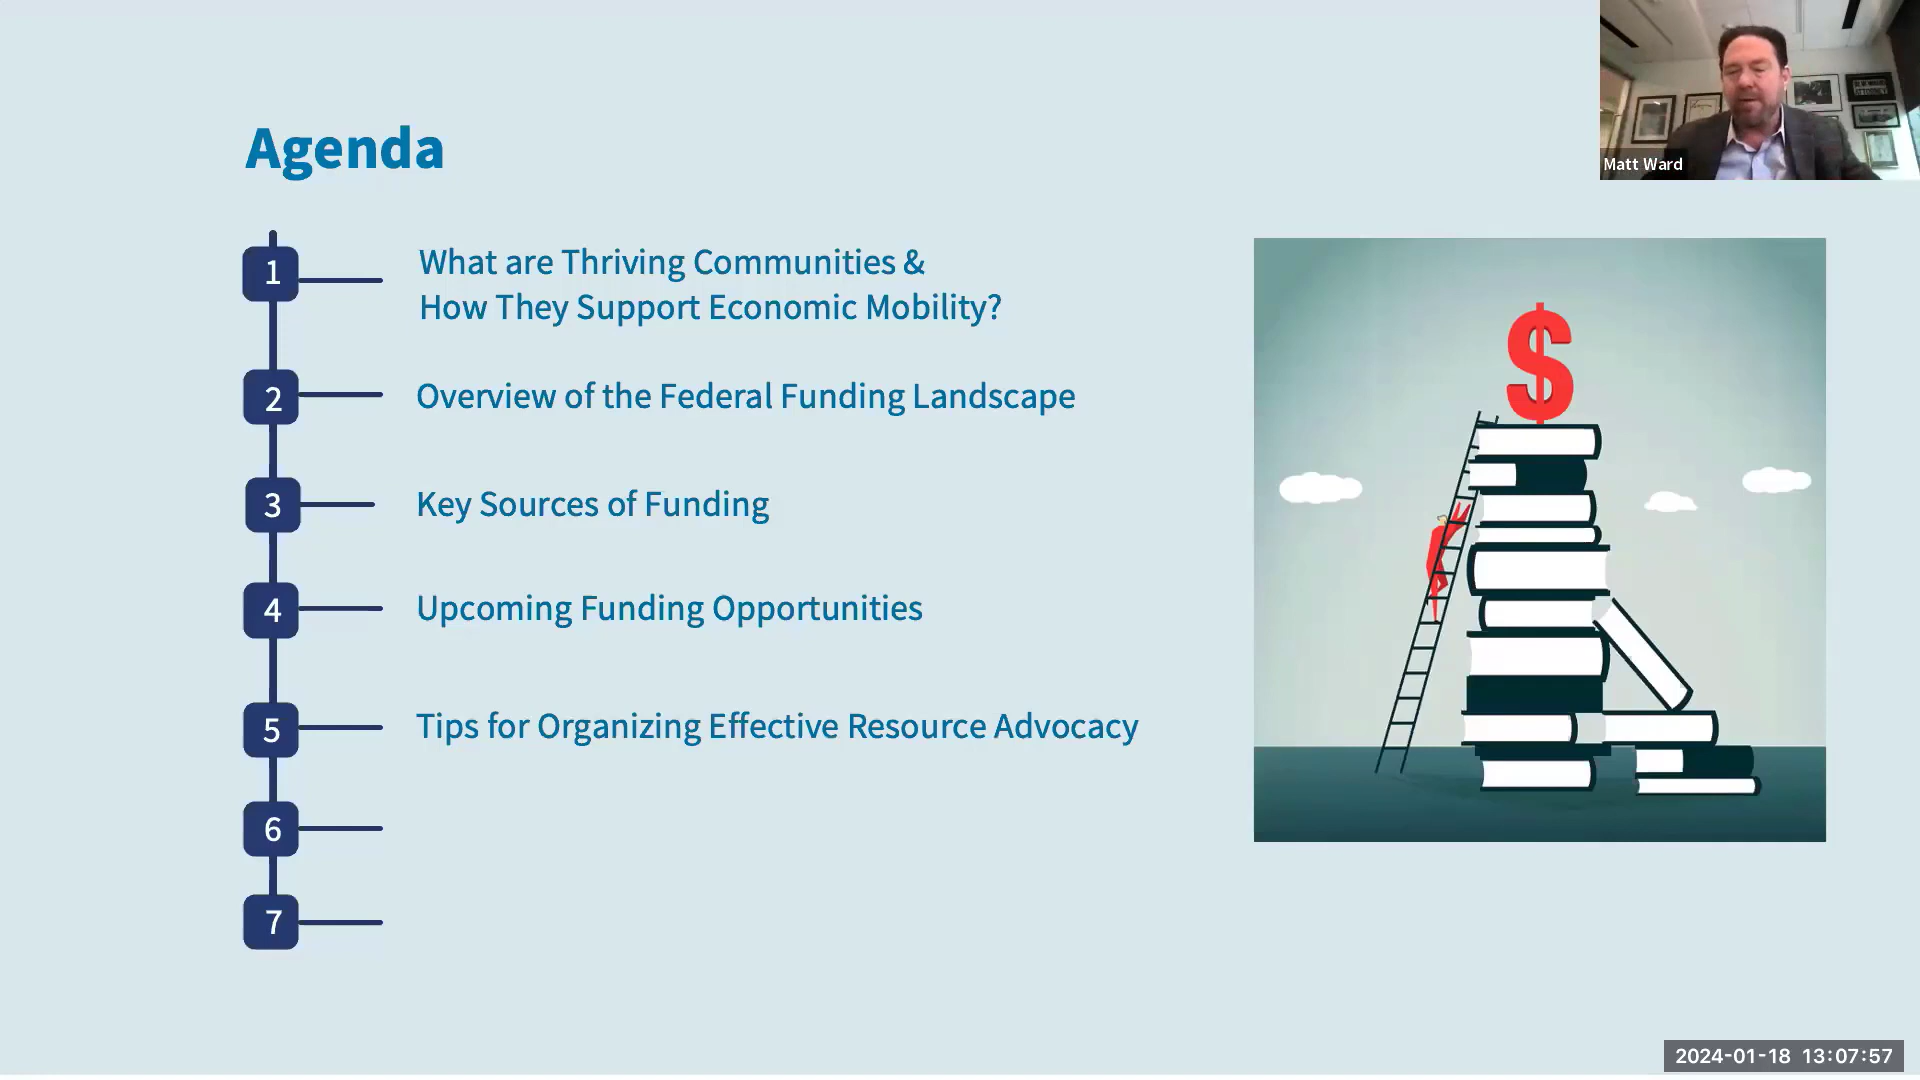 Agenda
Matt Ward
1
What are Thriving Communities &
How They Support Economic Mobility?
2
Overview of the Federal Funding Landscape
3
Key Sources of Funding
4
Upcoming Funding Opportunities
5
Tips for Organizing Effective Resource Advocacy
6
7
$
2024-01-18 13:07:57